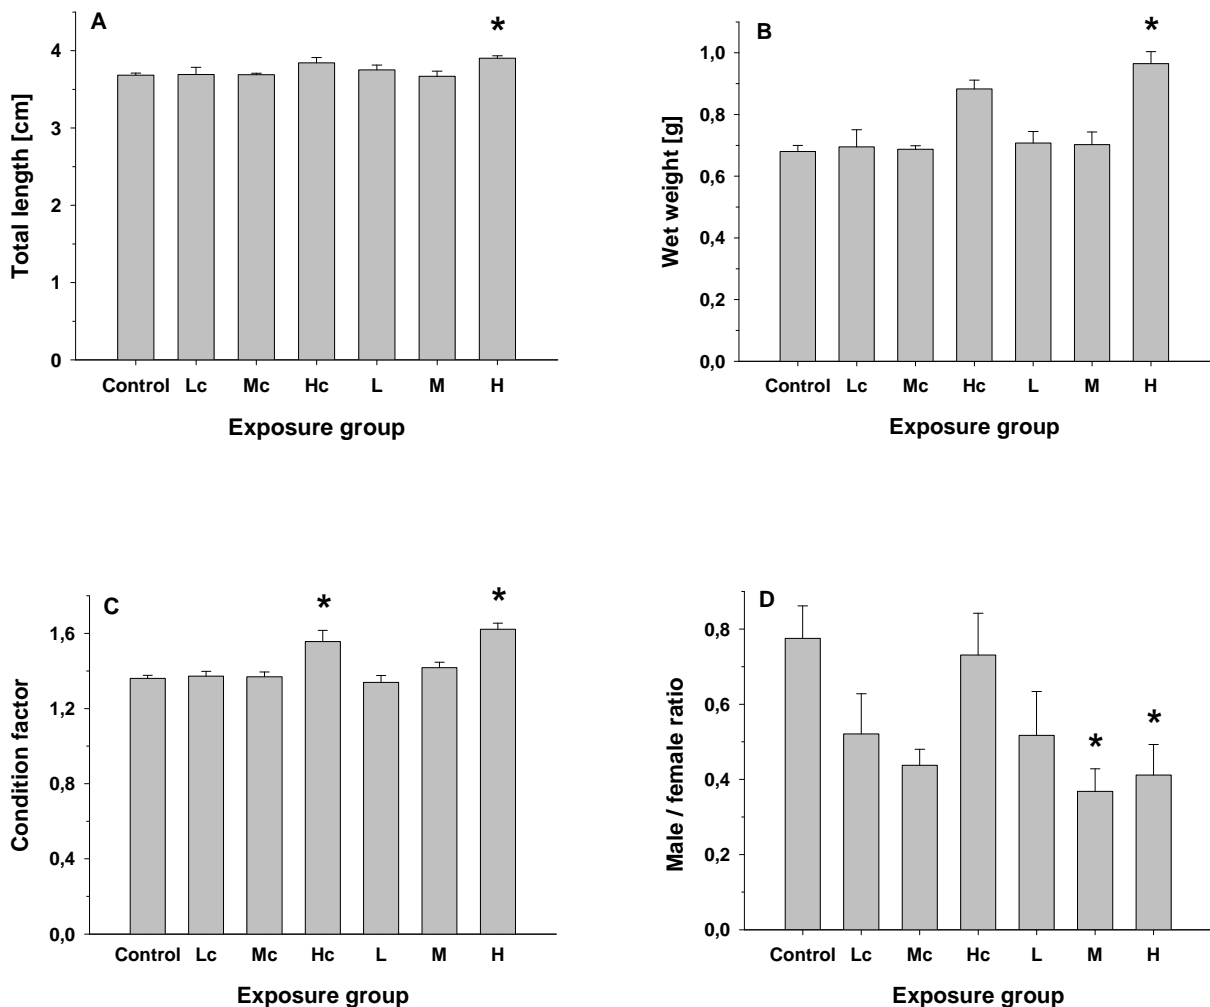 A
*
4
3
2
1
0
Total length [cm]
Control Lc Mc Hc L M H
Exposure group
B
*
1,0
0,8
0,6
0,4
0,2
0,0
Wet weight [g]
Control Lc Mc Hc L M H
Exposure group
C
* *
1,6
1,2
0,8
0,4
0,0
Condition factor
Control Lc Mc Hc L M H
Exposure group
D
* *
0,8
0,6
0,4
0,2
0,0
Male / female ratio
Control Lc Mc Hc L M H
Exposure group